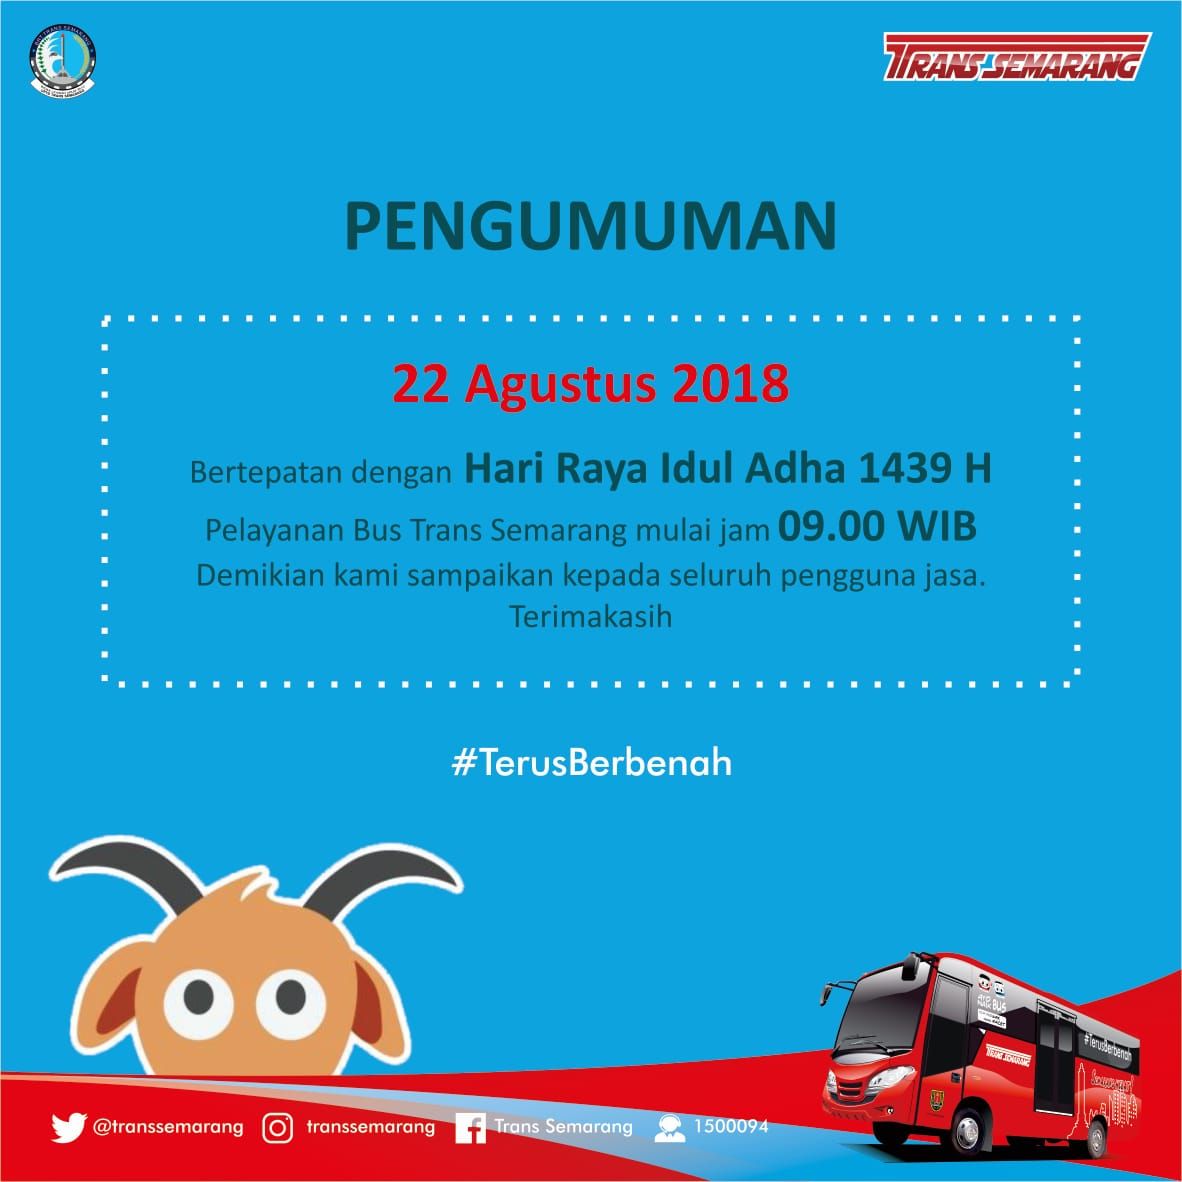 TRANS SEMARANG
PENGUMUMAN
22 Agustus 2018
Bertepatan dengan Hari Raya Idul Adha 1439 H
Pelayanan Bus Trans Semarang mulai jam 09.00 WIB
Demikian kami sampaikan kepada seluruh pengguna jasa.
Terimakasih
#TerusBerbenah
BUS
#TerusBerbenah
TRANS SEMARANG
@transsemarang transsemarang Trans Semarang 1500094